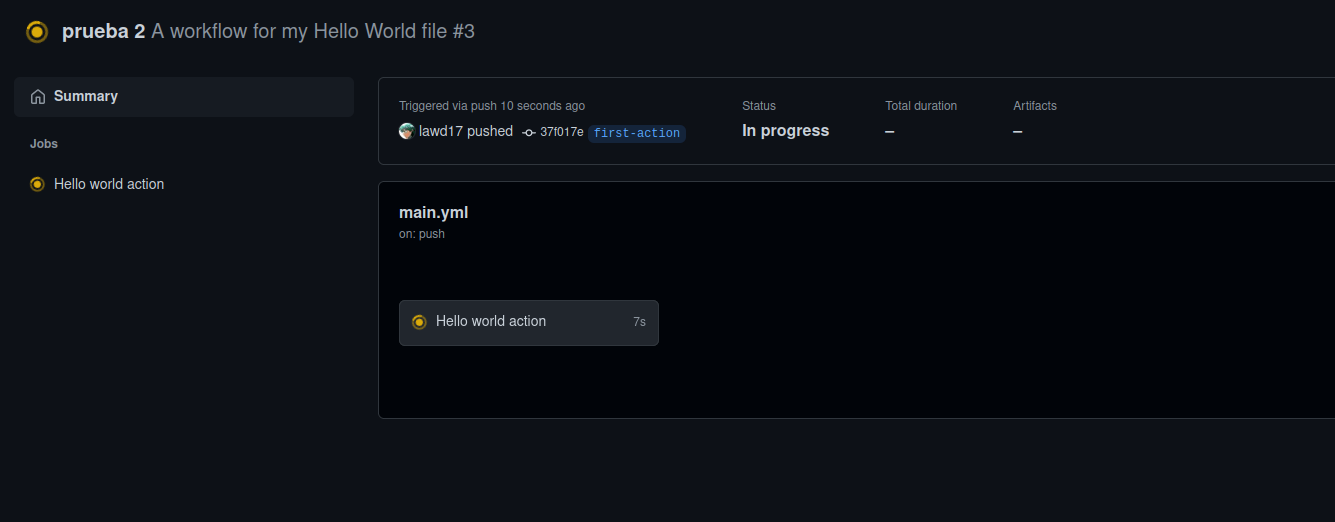 prueba 2 A workflow for my Hello World file #3
Summary
Jobs
Hello world action
Triggered via push 10 seconds ago
lawd17 pushed 37f017e first-action
Status
In progress
Total duration
–
Artifacts
–
main.yml
on: push
Hello world action 7s